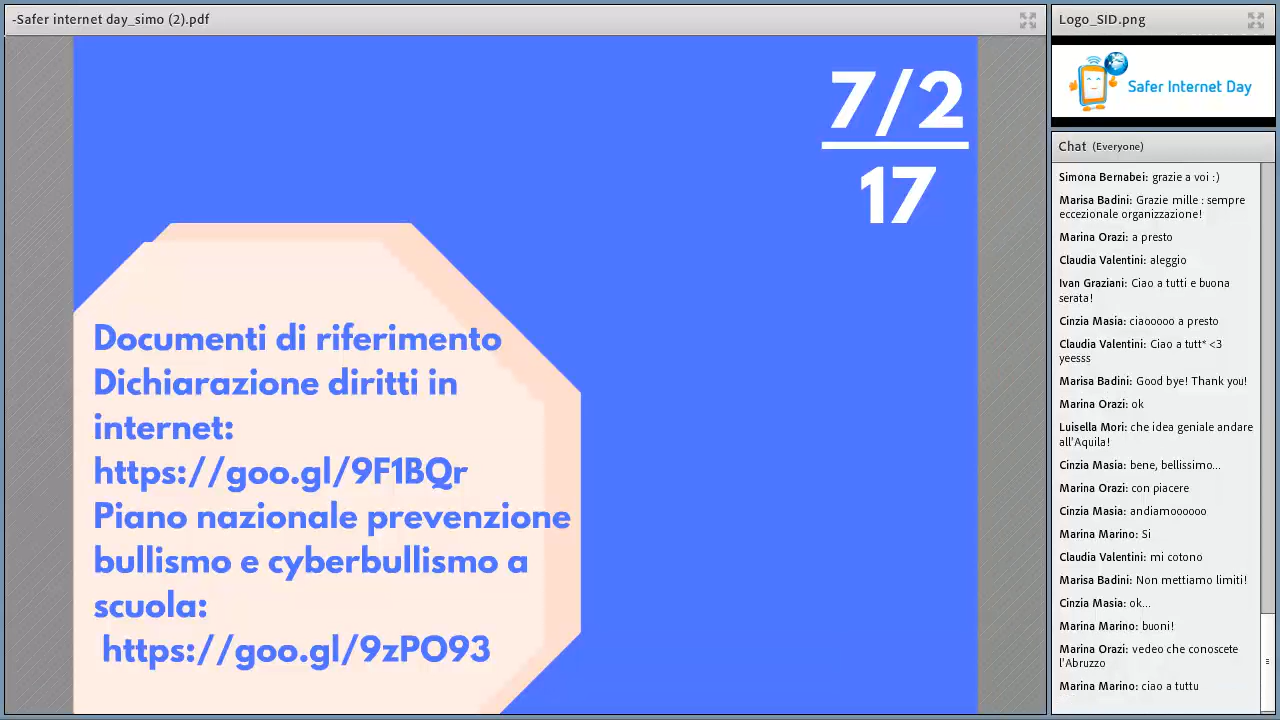 -Safer internet day_simo (2).pdf
7/2
17
Documenti di riferimento
Dichiarazione diritti in
internet:
https://goo.gl/9F1BQr
Piano nazionale prevenzione
bullismo e cyberbullismo a
scuola:
https://goo.gl/9zPO93
Logo_SID.png
Safer Internet Day
Chat (Everyone)
Simona Bernabei: grazie a voi :)
Marisa Badini: Grazie mille : sempre
eccezionale organizzazione!
Marina Orazi: a presto
Claudia Valentini: aleggio
Ivan Graziani: Ciao a tutti e buona
serata!
Cinzia Masia: ciaooooo a presto
Claudia Valentini: Ciao a tutt* <3
yeesss
Marisa Badini: Good bye! Thank you!
Marina Orazi: ok
Luisella Mori: che idea geniale andare
all'Aquila!
Cinzia Masia: bene, bellissimo...
Marina Orazi: con piacere
Cinzia Masia: andiamoooooo
Marina Marino: Si
Claudia Valentini: mi cotono
Marisa Badini: Non mettiamo limiti!
Cinzia Masia: ok...
Marina Marino: buoni!
Marina Orazi: vedeo che conoscete
l'Abruzzo
Marina Marino: ciao a tuttu